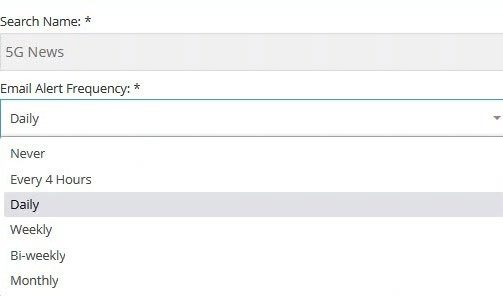 Search Name: *
5G News
Email Alert Frequency: *
Daily
Never
Every 4 Hours
Daily
Weekly
Bi-weekly
Monthly